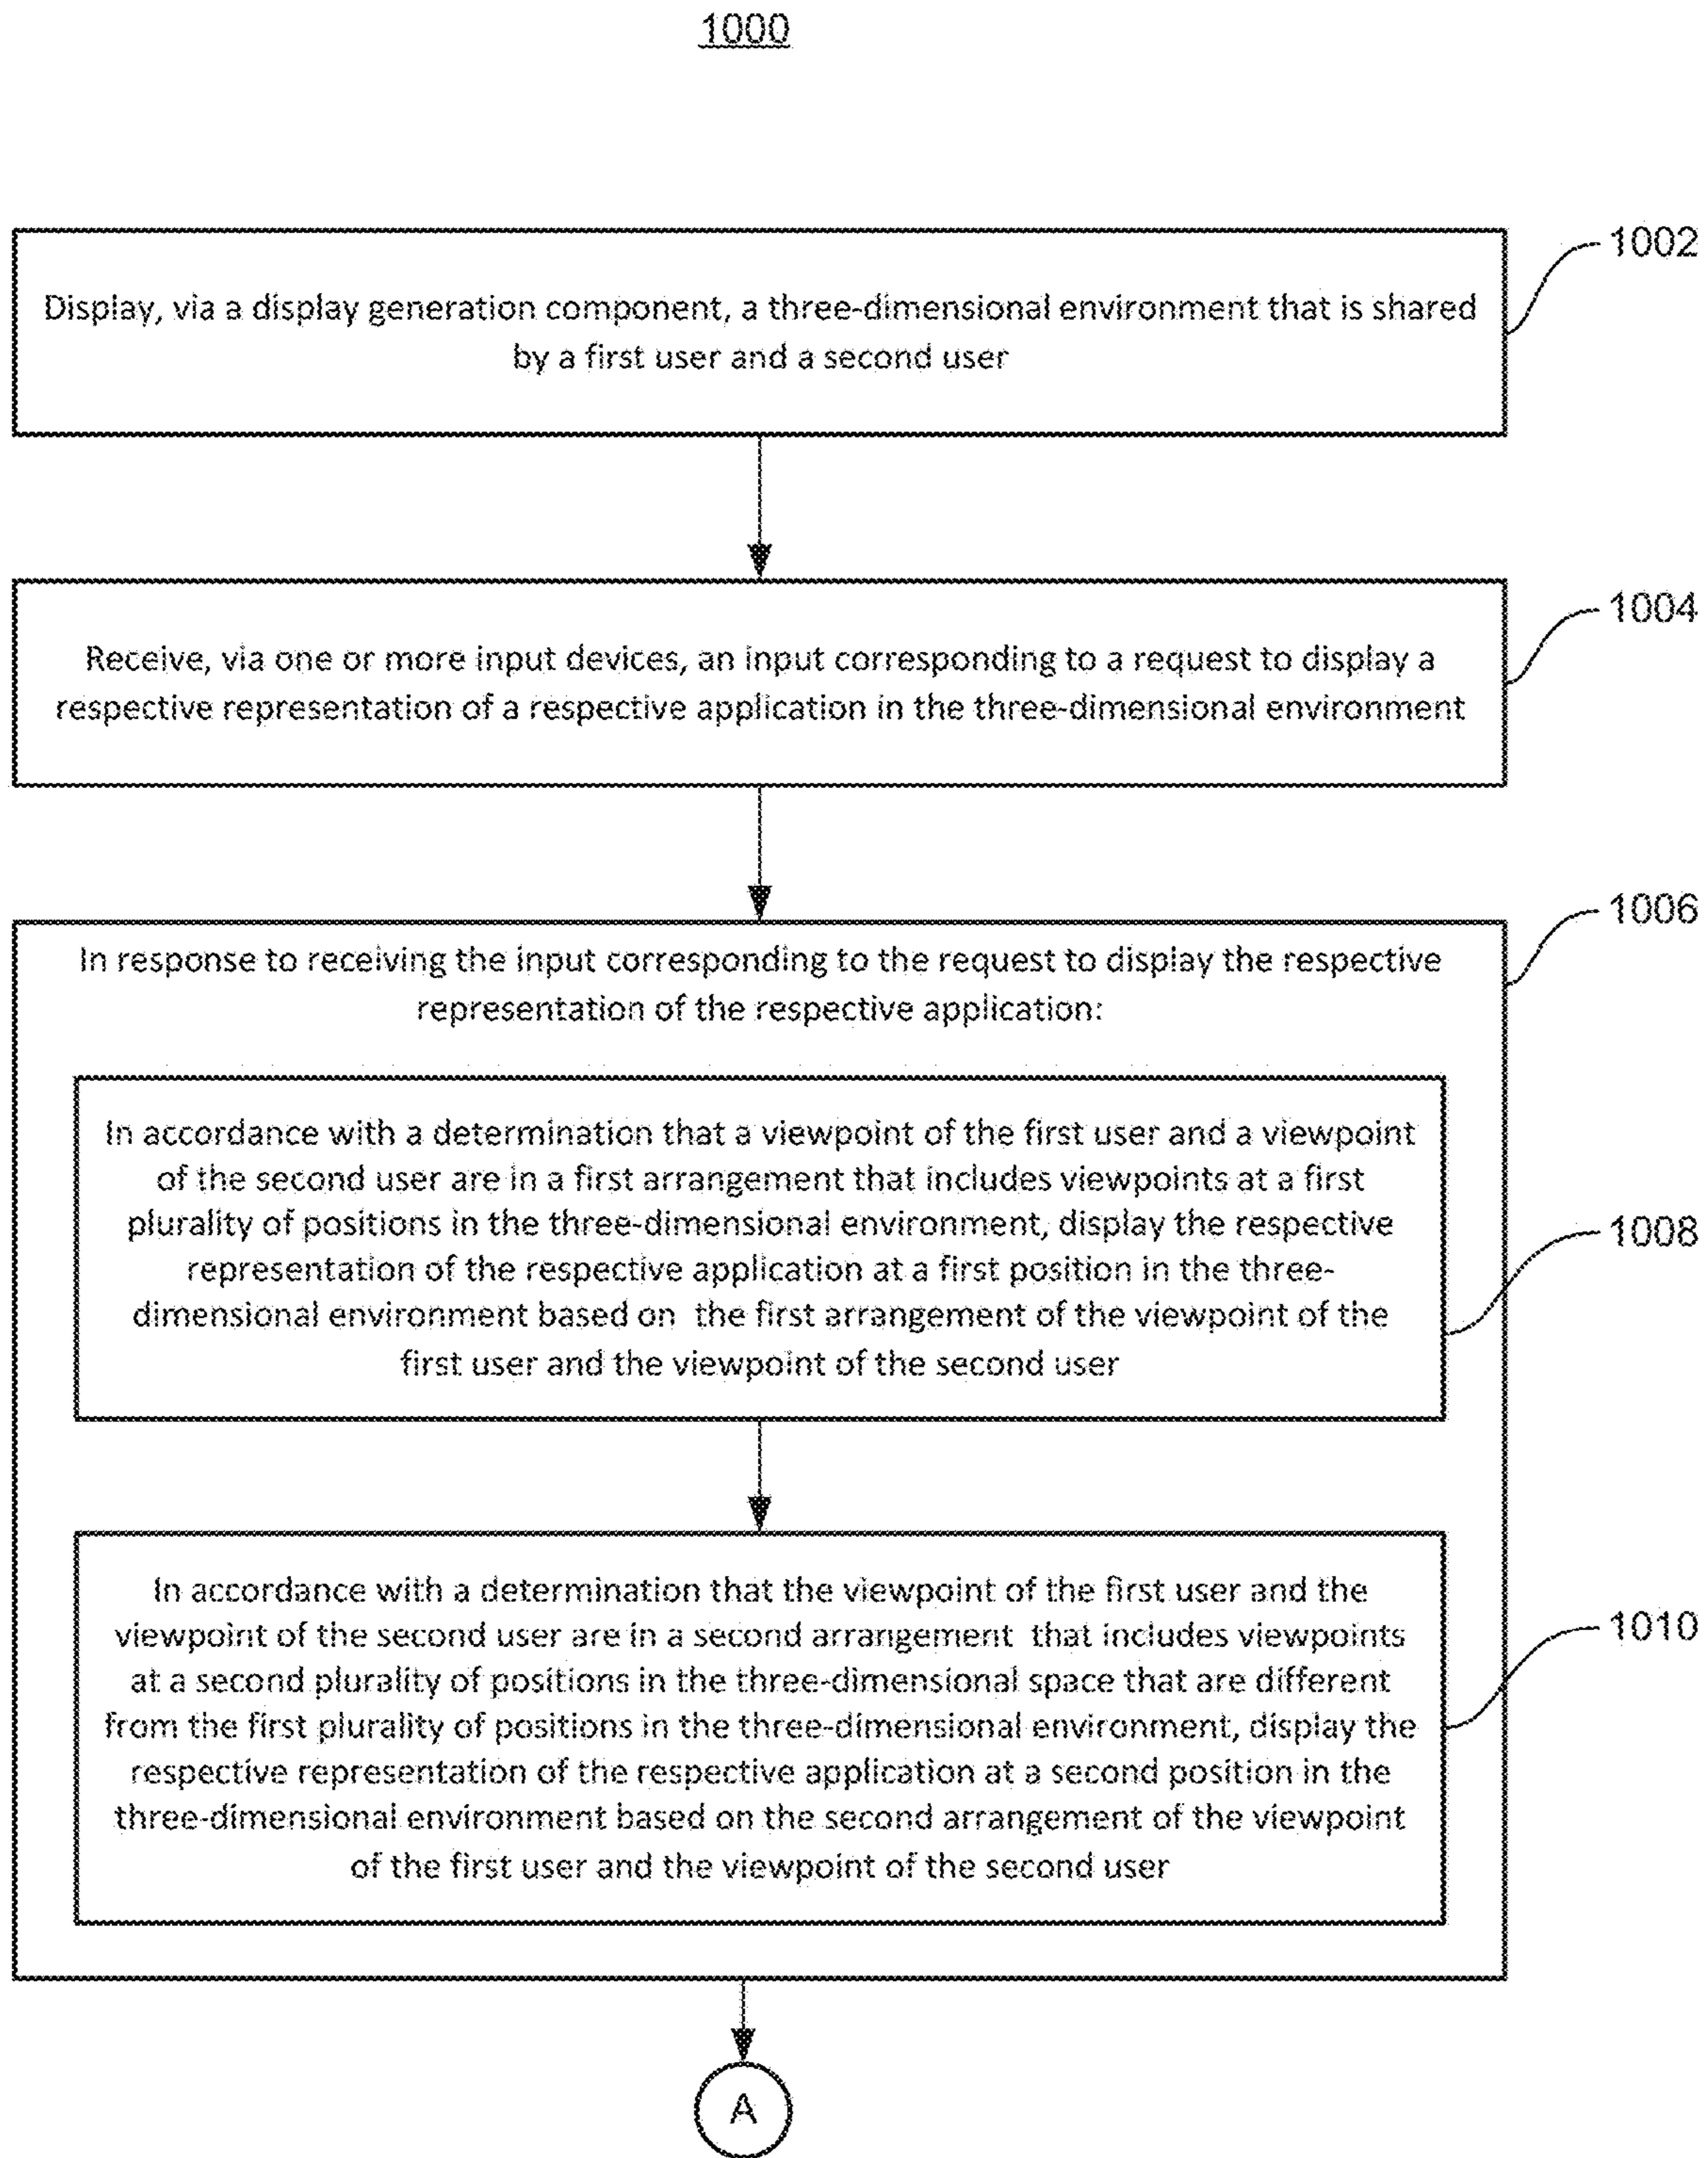 1000
1002
Display, via a display generation component, a three-dimensional environment that is shared
by a first user and a second user
1004
Receive, via one or more input devices, an input corresponding to a request to display a
respective representation of a respective application in the three-dimensional environment
1006
In response to receiving the input corresponding to the request to display the respective
representation of the respective application:
In accordance with a determination that a viewpoint of the first user and a viewpoint
of the second user are in a first arrangement that includes viewpoints at a first
plurality of positions in the three-dimensional environment, display the respective
1008
representation of the respective application at a first position in the three-
dimensional environment based on the first arrangement of the viewpoint of the
first user and the viewpoint of the second user
In accordance with a determination that the viewpoint of the first user and the
1010
viewpoint of the second user are in a second arrangement that includes viewpoints
at a second plurality of positions in the three-dimensional space that are different
from the first plurality of positions in the three-dimensional environment, display the
respective representation of the respective application at a second position in the
three-dimensional environment based on the second arrangement of the viewpoint
of the first user and the viewpoint of the second user
A